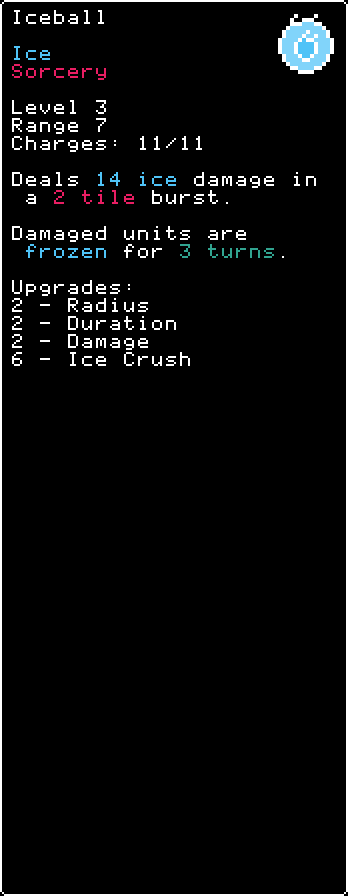 Iceball
Ice
Sorcery
Level 3
Range 7
Charges: 11/11
Deals 14 ice damage in
a 2 tile burst.
Damaged units are
frozen for 3 turns.
Upgrades:
2 - Radius
2 - Duration
2 - Damage
6 - Ice Crush